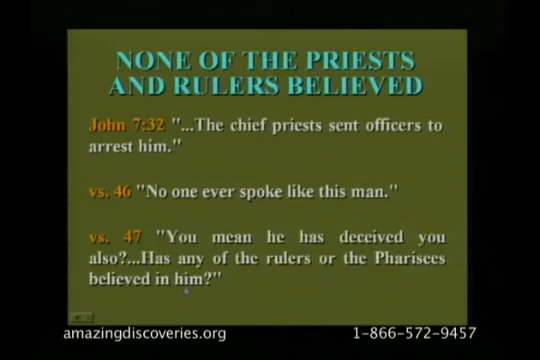 NONE OF THE PRIESTS
AND RULERS BELIEVED
John 7:32 "...The chief priests sent officers to
arrest him."
vs. 46 "No one ever spoke like this man."
vs. 47 "You mean he has deceived you
also?...Has any of the rulers or the Pharisees
believed in him?"
amazingdiscoveries.org 1-866-572-9457